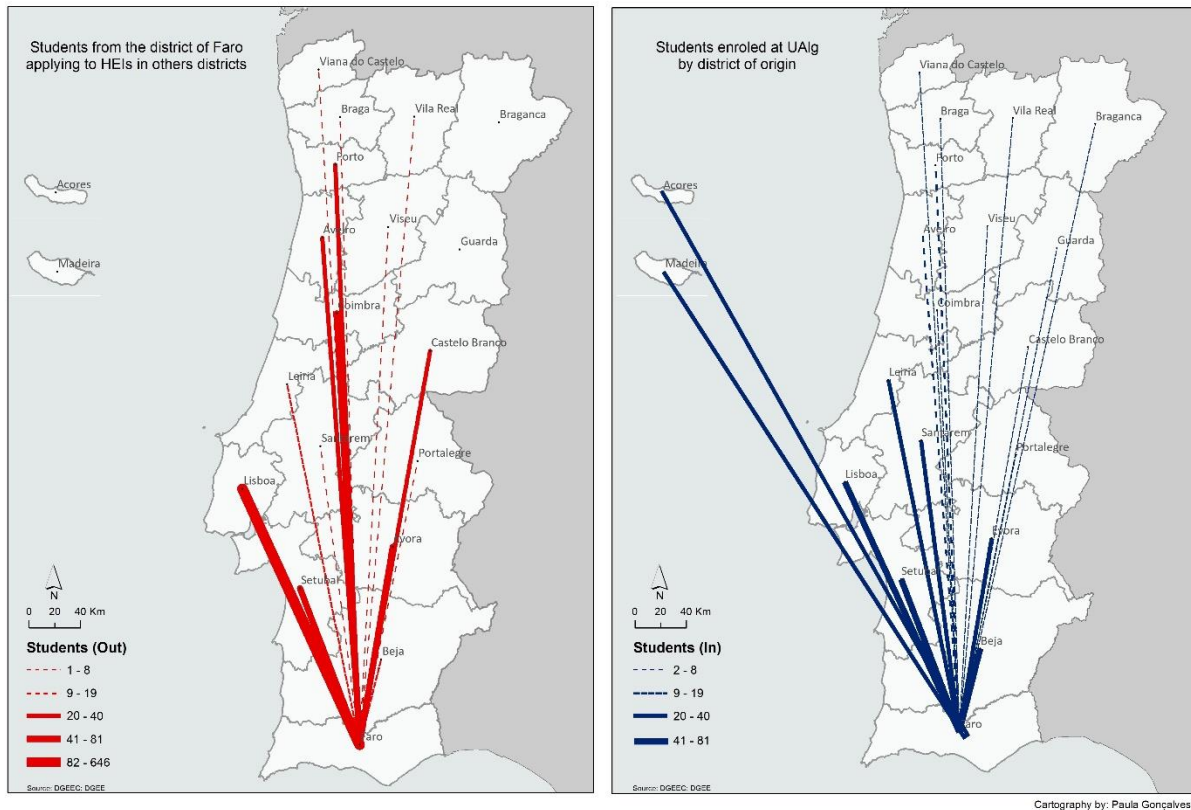 Students from the district of Faro
applying to HEIs in others districts
Viana do Castelo
Braga
Vila Real
Braganca
Porto
Acores
Aveiro
Viseu
Guarda
Madeira
Coimbra
Castelo Branco
Leiria
Santarem
Portalegre
Lisboa
Evora
Setubal
Beja
Faro
N
0 20 40 Km
Students (Out)
1 - 8
9 - 19
20 - 40
41 - 81
82 - 646
Source: DGEEC; DGEE
Students enroled at UAlg
by district of origin
Viana do Castelo
Braga
Vila Real
Braganca
Porto
Acores
Aveiro
Viseu
Guarda
Madeira
Coimbra
Castelo Branco
Leiria
Santarem
Portalegre
Lisboa
Evora
Setubal
Beja
Faro
N
0 20 40 Km
Students (In)
2 - 8
9 - 19
20 - 40
41 - 81
Source: DGEEC; DGEE
Cartography by: Paula Gonçalves